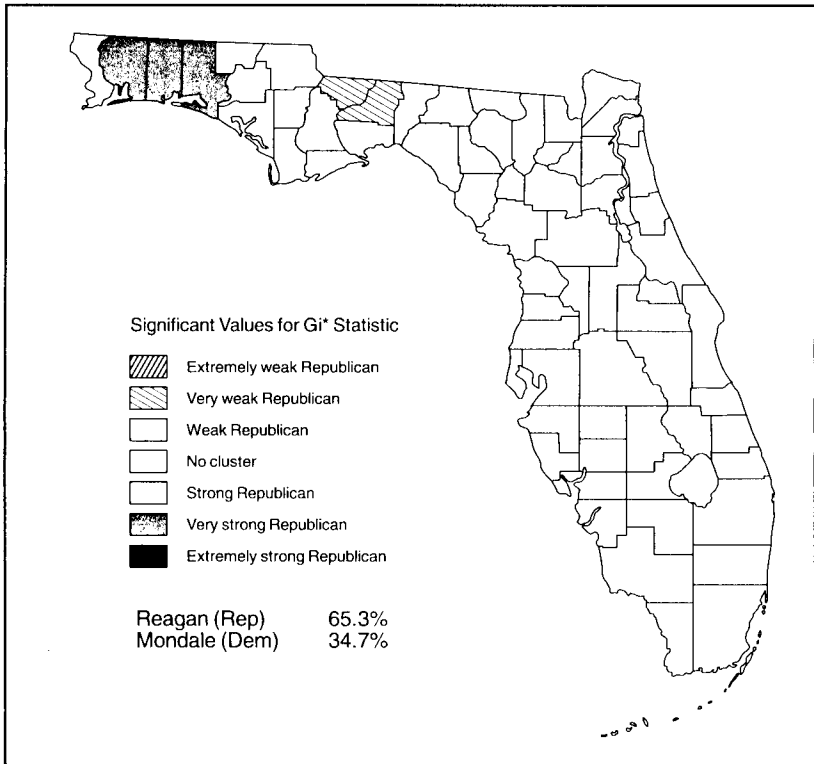 Significant Values for Gi* Statistic
Extremely weak Republican
Very weak Republican
Weak Republican
No cluster
Strong Republican
Very strong Republican
Extremely strong Republican
Reagan (Rep) 65.3%
Mondale (Dem) 34.7%